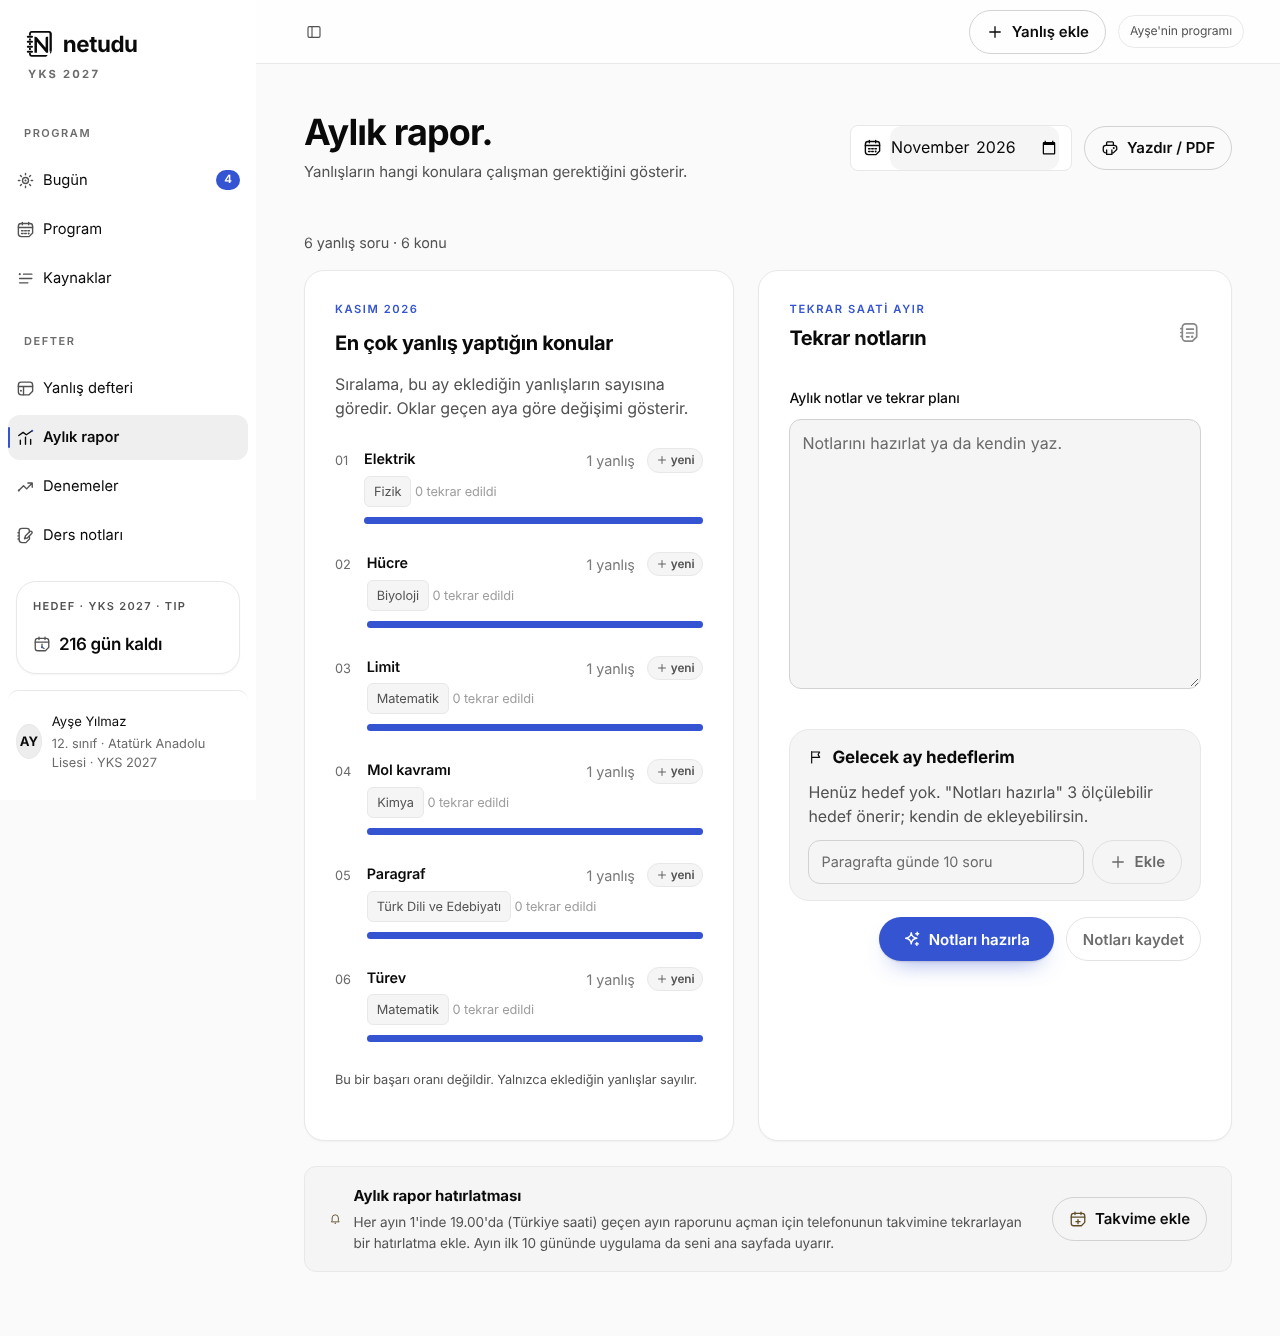 netudu
YKS 2027
PROGRAM
Bugün
4
Program
Kaynaklar
DEFTER
Yanlış defteri
Aylık rapor
Denemeler
Ders notları
HEDEF · YKS 2027 · TIP
216 gün kaldı
AY
Ayşe Yılmaz
12. sınıf · Atatürk Anadolu
Lisesi · YKS 2027
Yanlış ekle
Ayşe'nin programı
Aylık rapor.
Yanlışların hangi konulara çalışman gerektiğini gösterir.
November 2026
Yazdır / PDF
6 yanlış soru · 6 konu
KASIM 2026
En çok yanlış yaptığın konular
Sıralama, bu ay eklediğin yanlışların sayısına
göredir. Oklar geçen aya göre değişimi gösterir.
01 Elektrik 1 yanlış + yeni
Fizik 0 tekrar edildi
02 Hücre 1 yanlış + yeni
Biyoloji 0 tekrar edildi
03 Limit 1 yanlış + yeni
Matematik 0 tekrar edildi
04 Mol kavramı 1 yanlış + yeni
Kimya 0 tekrar edildi
05 Paragraf 1 yanlış + yeni
Türk Dili ve Edebiyatı 0 tekrar edildi
06 Türev 1 yanlış + yeni
Matematik 0 tekrar edildi
Bu bir başarı oranı değildir. Yalnızca eklediğin yanlışlar sayılır.
TEKRAR SAATİ AYIR
Tekrar notların
Aylık notlar ve tekrar planı
Notlarını hazırlat ya da kendin yaz.
Gelecek ay hedeflerim
Henüz hedef yok. "Notları hazırla" 3 ölçülebilir
hedef önerir; kendin de ekleyebilirsin.
Paragrafta günde 10 soru
+ Ekle
Notları hazırla
Notları kaydet
Aylık rapor hatırlatması
Her ayın 1'inde 19.00'da (Türkiye saati) geçen ayın raporunu açman için telefonunun takvimine tekrarlayan
bir hatırlatma ekle. Ayın ilk 10 gününde uygulama da seni ana sayfada uyarır.
Takvime ekle